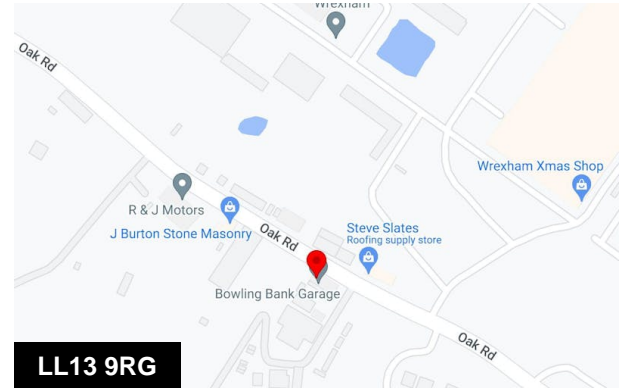 Wrexham
Oak Rd
Wrexham Xmas Shop
R & J Motors
J Burton Stone Masonry
Oak Rd
Steve Slates
Roofing supply store
Bowling Bank Garage
Oak Rd
LL13 9RG